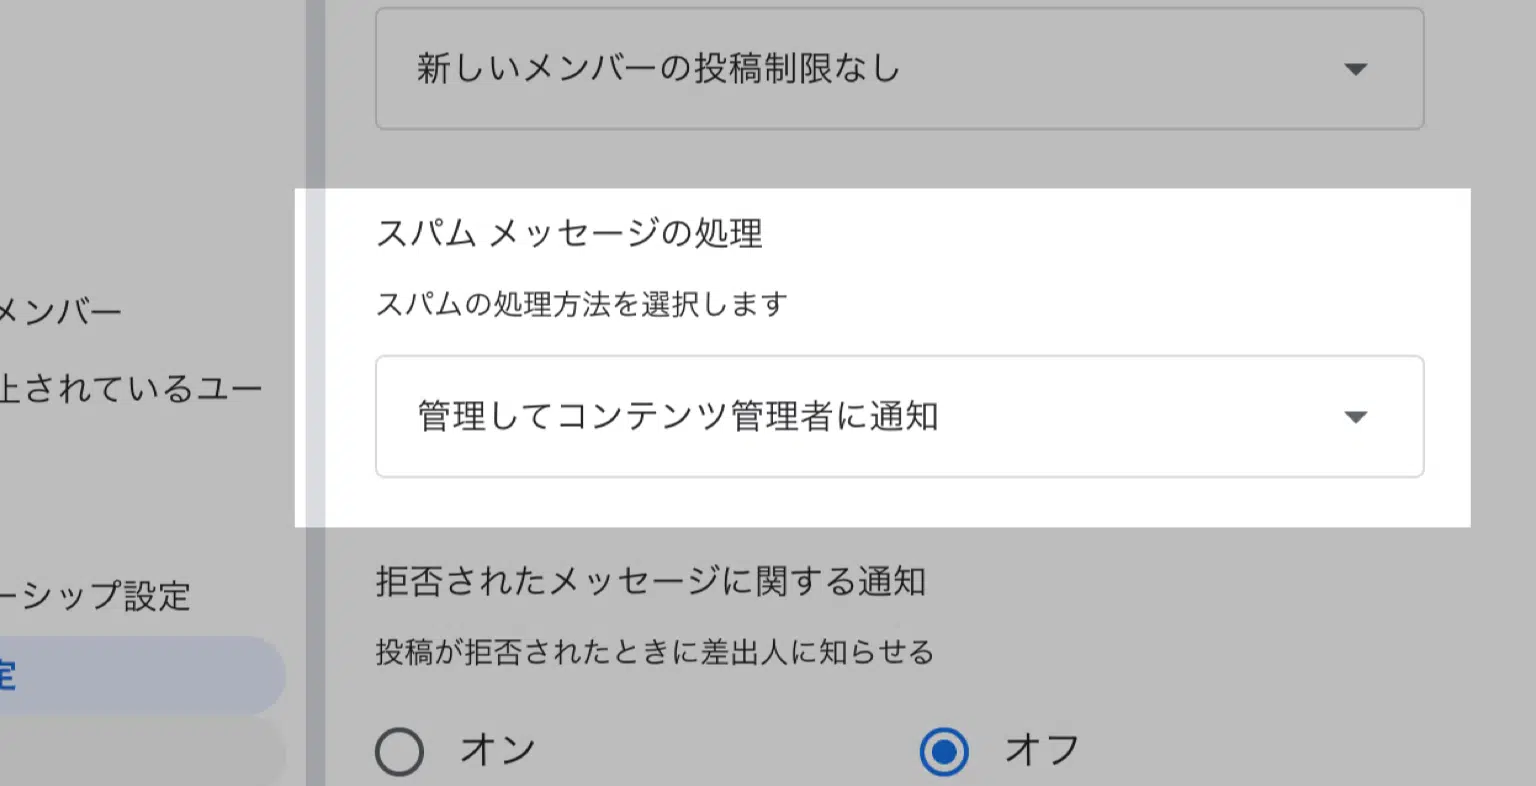 新しいメンバーの投稿制限なし
スパム メッセージの処理
スパムの処理方法を選択します
メンバー
止されているユー
管理してコンテンツ管理者に通知
ーシップ設定
拒否されたメッセージに関する通知
投稿が拒否されたときに差出人に知らせる
定
オン
オフ